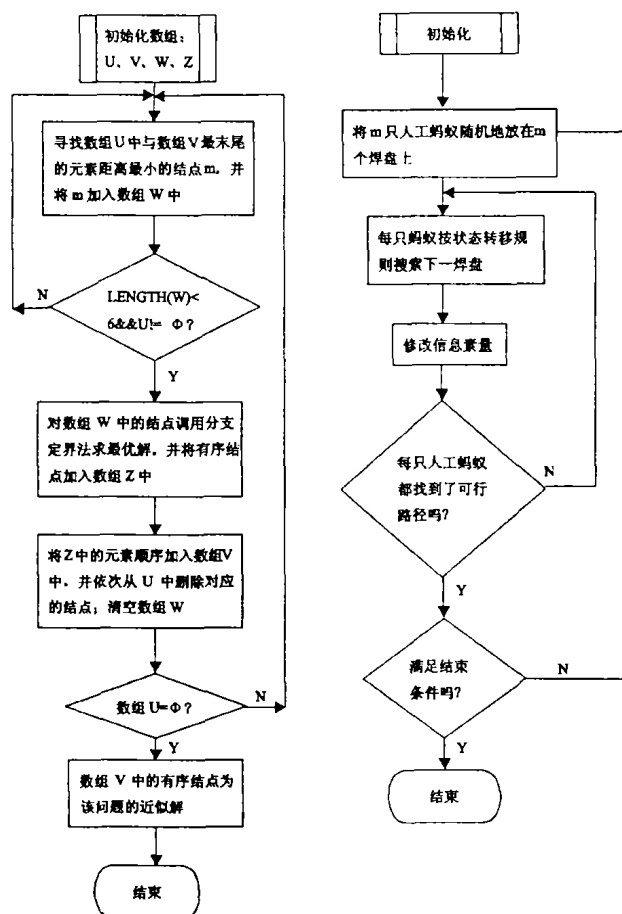 初始化数组:
U、V、W、Z
寻找数组U中与数组V最末尾
的元素距离最小的结点m,并
将m加入数组W中
N
LENGTH(W)<
6&&U!= Φ?
Y
对数组 W 中的结点调用分支
定界法求最优解,并将有序结
点加入数组Z中
将Z中的元素顺序加入数组V
中,并依次从 U 中删除对应
的结点;清空数组 W
数组 U=Φ?
N
Y
数组 V 中的有序结点为
该问题的近似解
结束
初始化
将 m 只人工蚂蚁随机地放在m
个焊盘上
每只蚂蚁按状态转移规
则搜索下一焊盘
修改信息素量
每只人工蚂蚁
都找到了可行
路径吗?
N
Y
满足结束
条件吗?
N
Y
结束